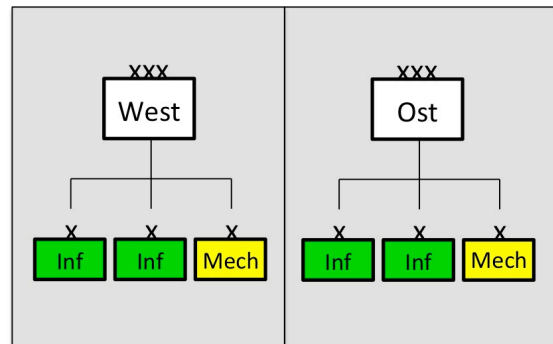 XXX
West
X X X
Inf Inf Mech
XXX
Ost
X X X
Inf Inf Mech